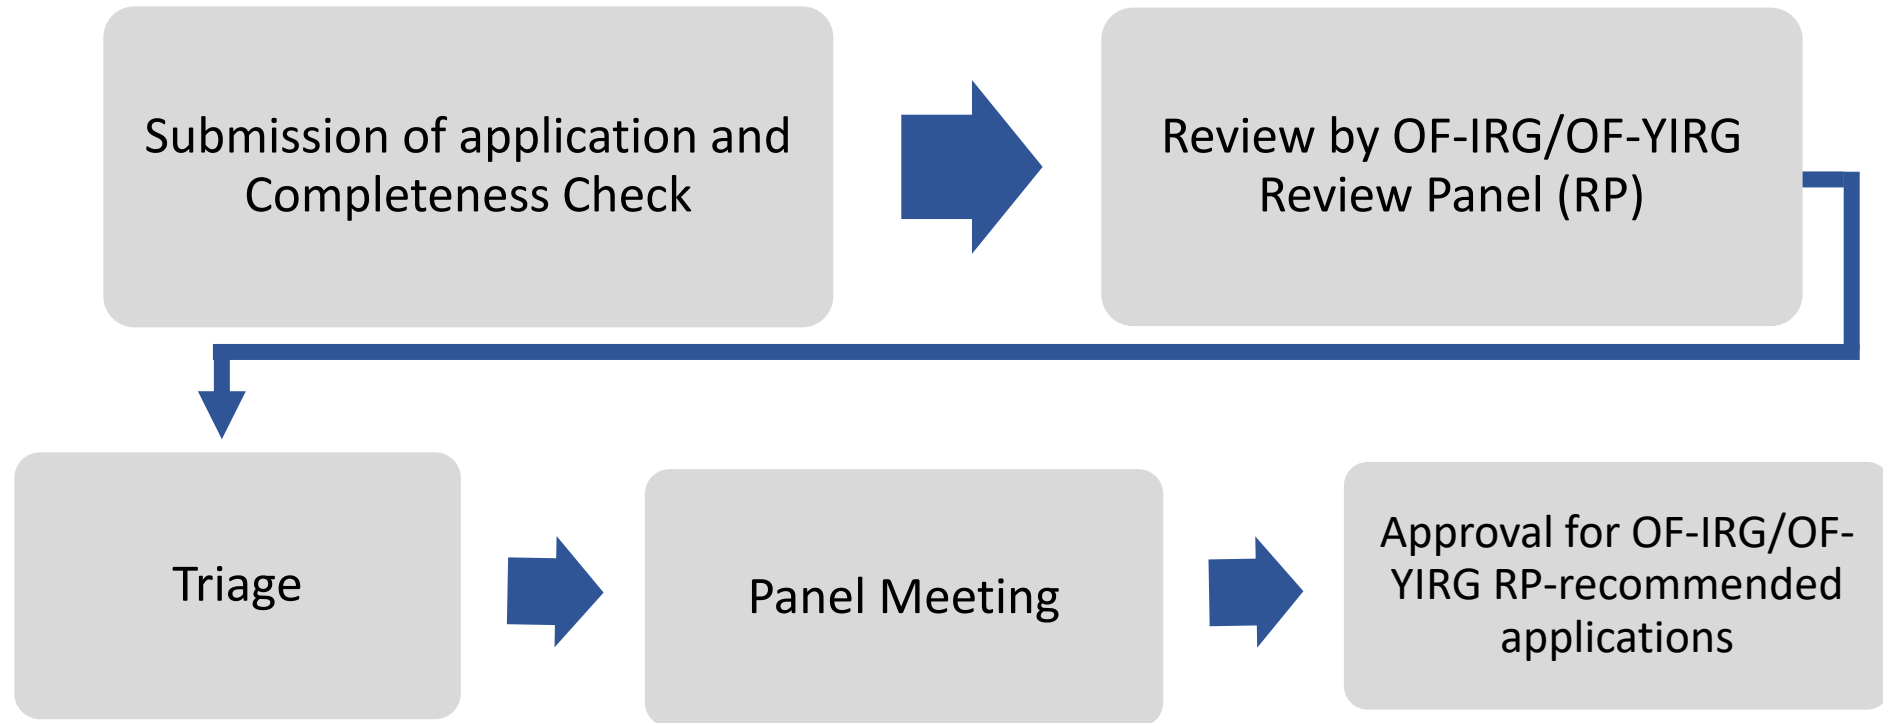 Submission of application and
Completeness Check
Review by OF-IRG/OF-YIRG
Review Panel (RP)
Triage
Panel Meeting
Approval for OF-IRG/OF-
YIRG RP-recommended
applications